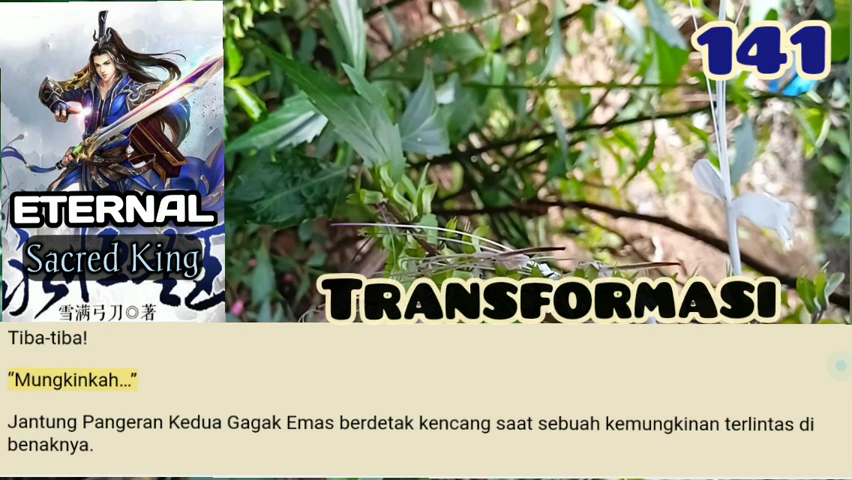 141
ETERNAL
Sacred King
雪满弓刀◎著
TRANSFORMASI
Tiba-tiba!
“Mungkinkah...”
Jantung Pangeran Kedua Gagak Emas berdetak kencang saat sebuah kemungkinan terlintas di
benaknya.